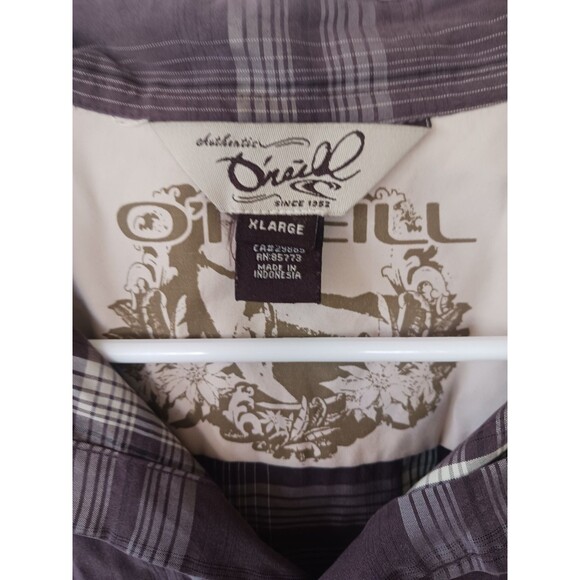 Authentic
O'neill
SINCE 1952
O'NEILL
XLARGE
CA#29865
RN:85773
MADE IN
INDONESIA